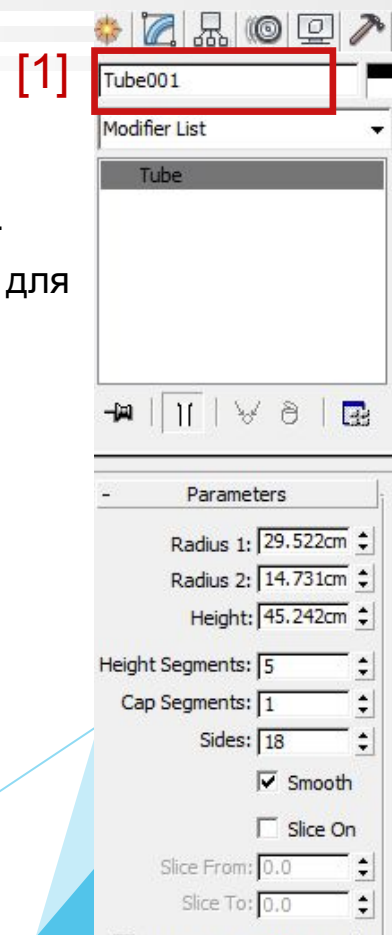 [1]
Tube001
Modifier List
Tube
для
- Parameters
Radius 1: 29.522cm
Radius 2: 14.731cm
Height: 45.242cm
Height Segments: 5
Cap Segments: 1
Sides: 18
Smooth
Slice On
Slice From: 0.0
Slice To: 0.0